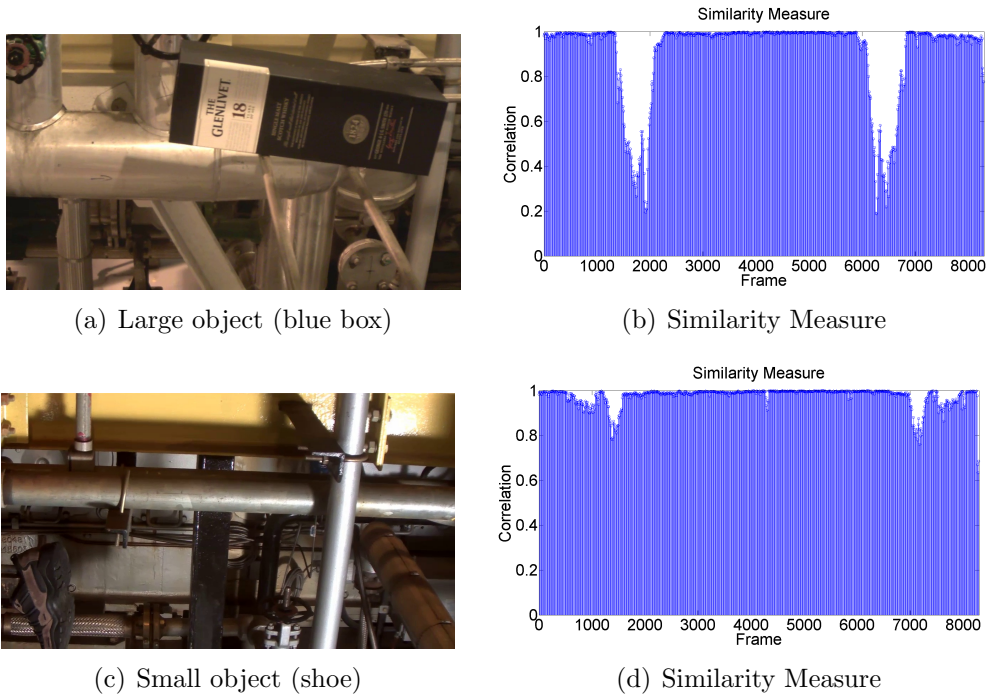 THE
GLENLIVET
18
Similarity Measure
Correlation
1
0.8
0.6
0.4
0.2
0
0 1000 2000 3000 4000 5000 6000 7000 8000
Frame
(a) Large object (blue box)
(b) Similarity Measure
Similarity Measure
Correlation
1
0.8
0.6
0.4
0.2
0
0 1000 2000 3000 4000 5000 6000 7000 8000
Frame
(c) Small object (shoe)
(d) Similarity Measure